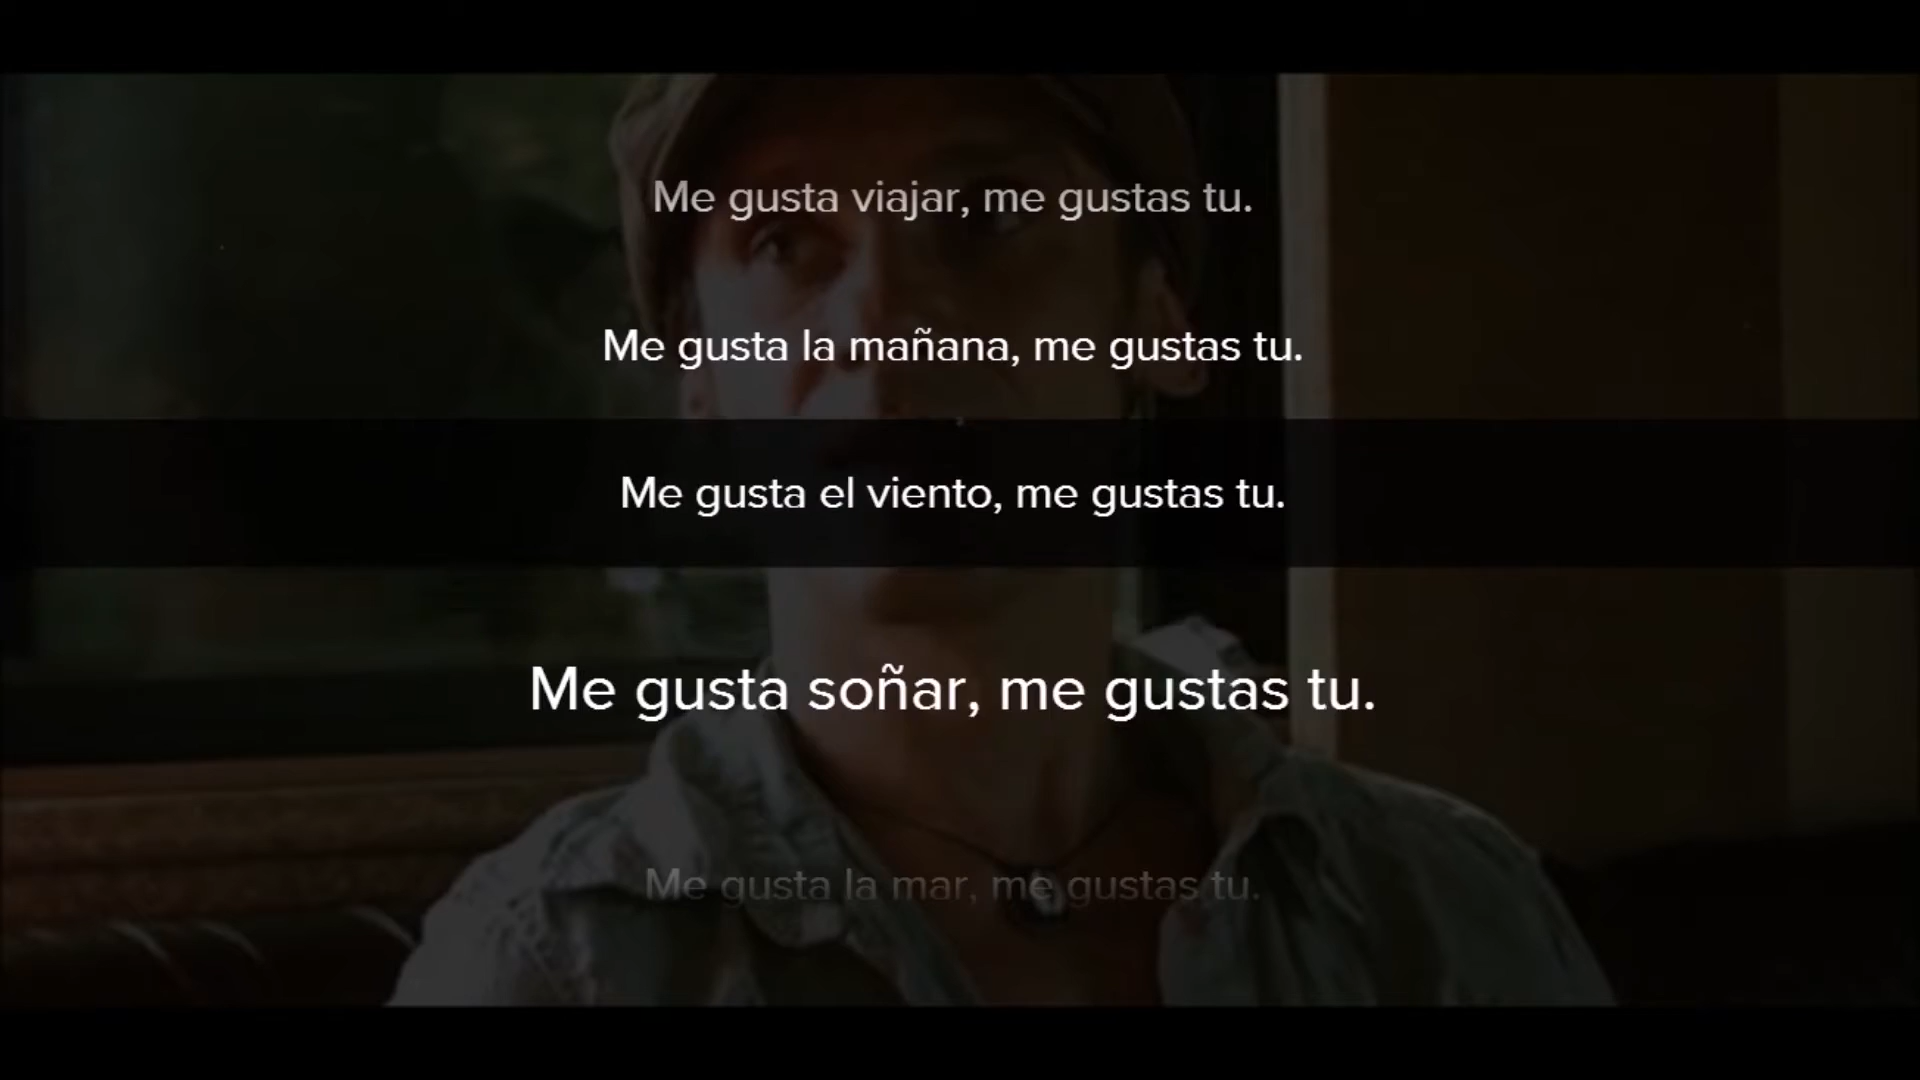 Me gusta viajar, me gustas tu.
Me gusta la mañana, me gustas tu.
Me gusta el viento, me gustas tu.
Me gusta soñar, me gustas tu.
Me gusta la mar, me gustas tu.